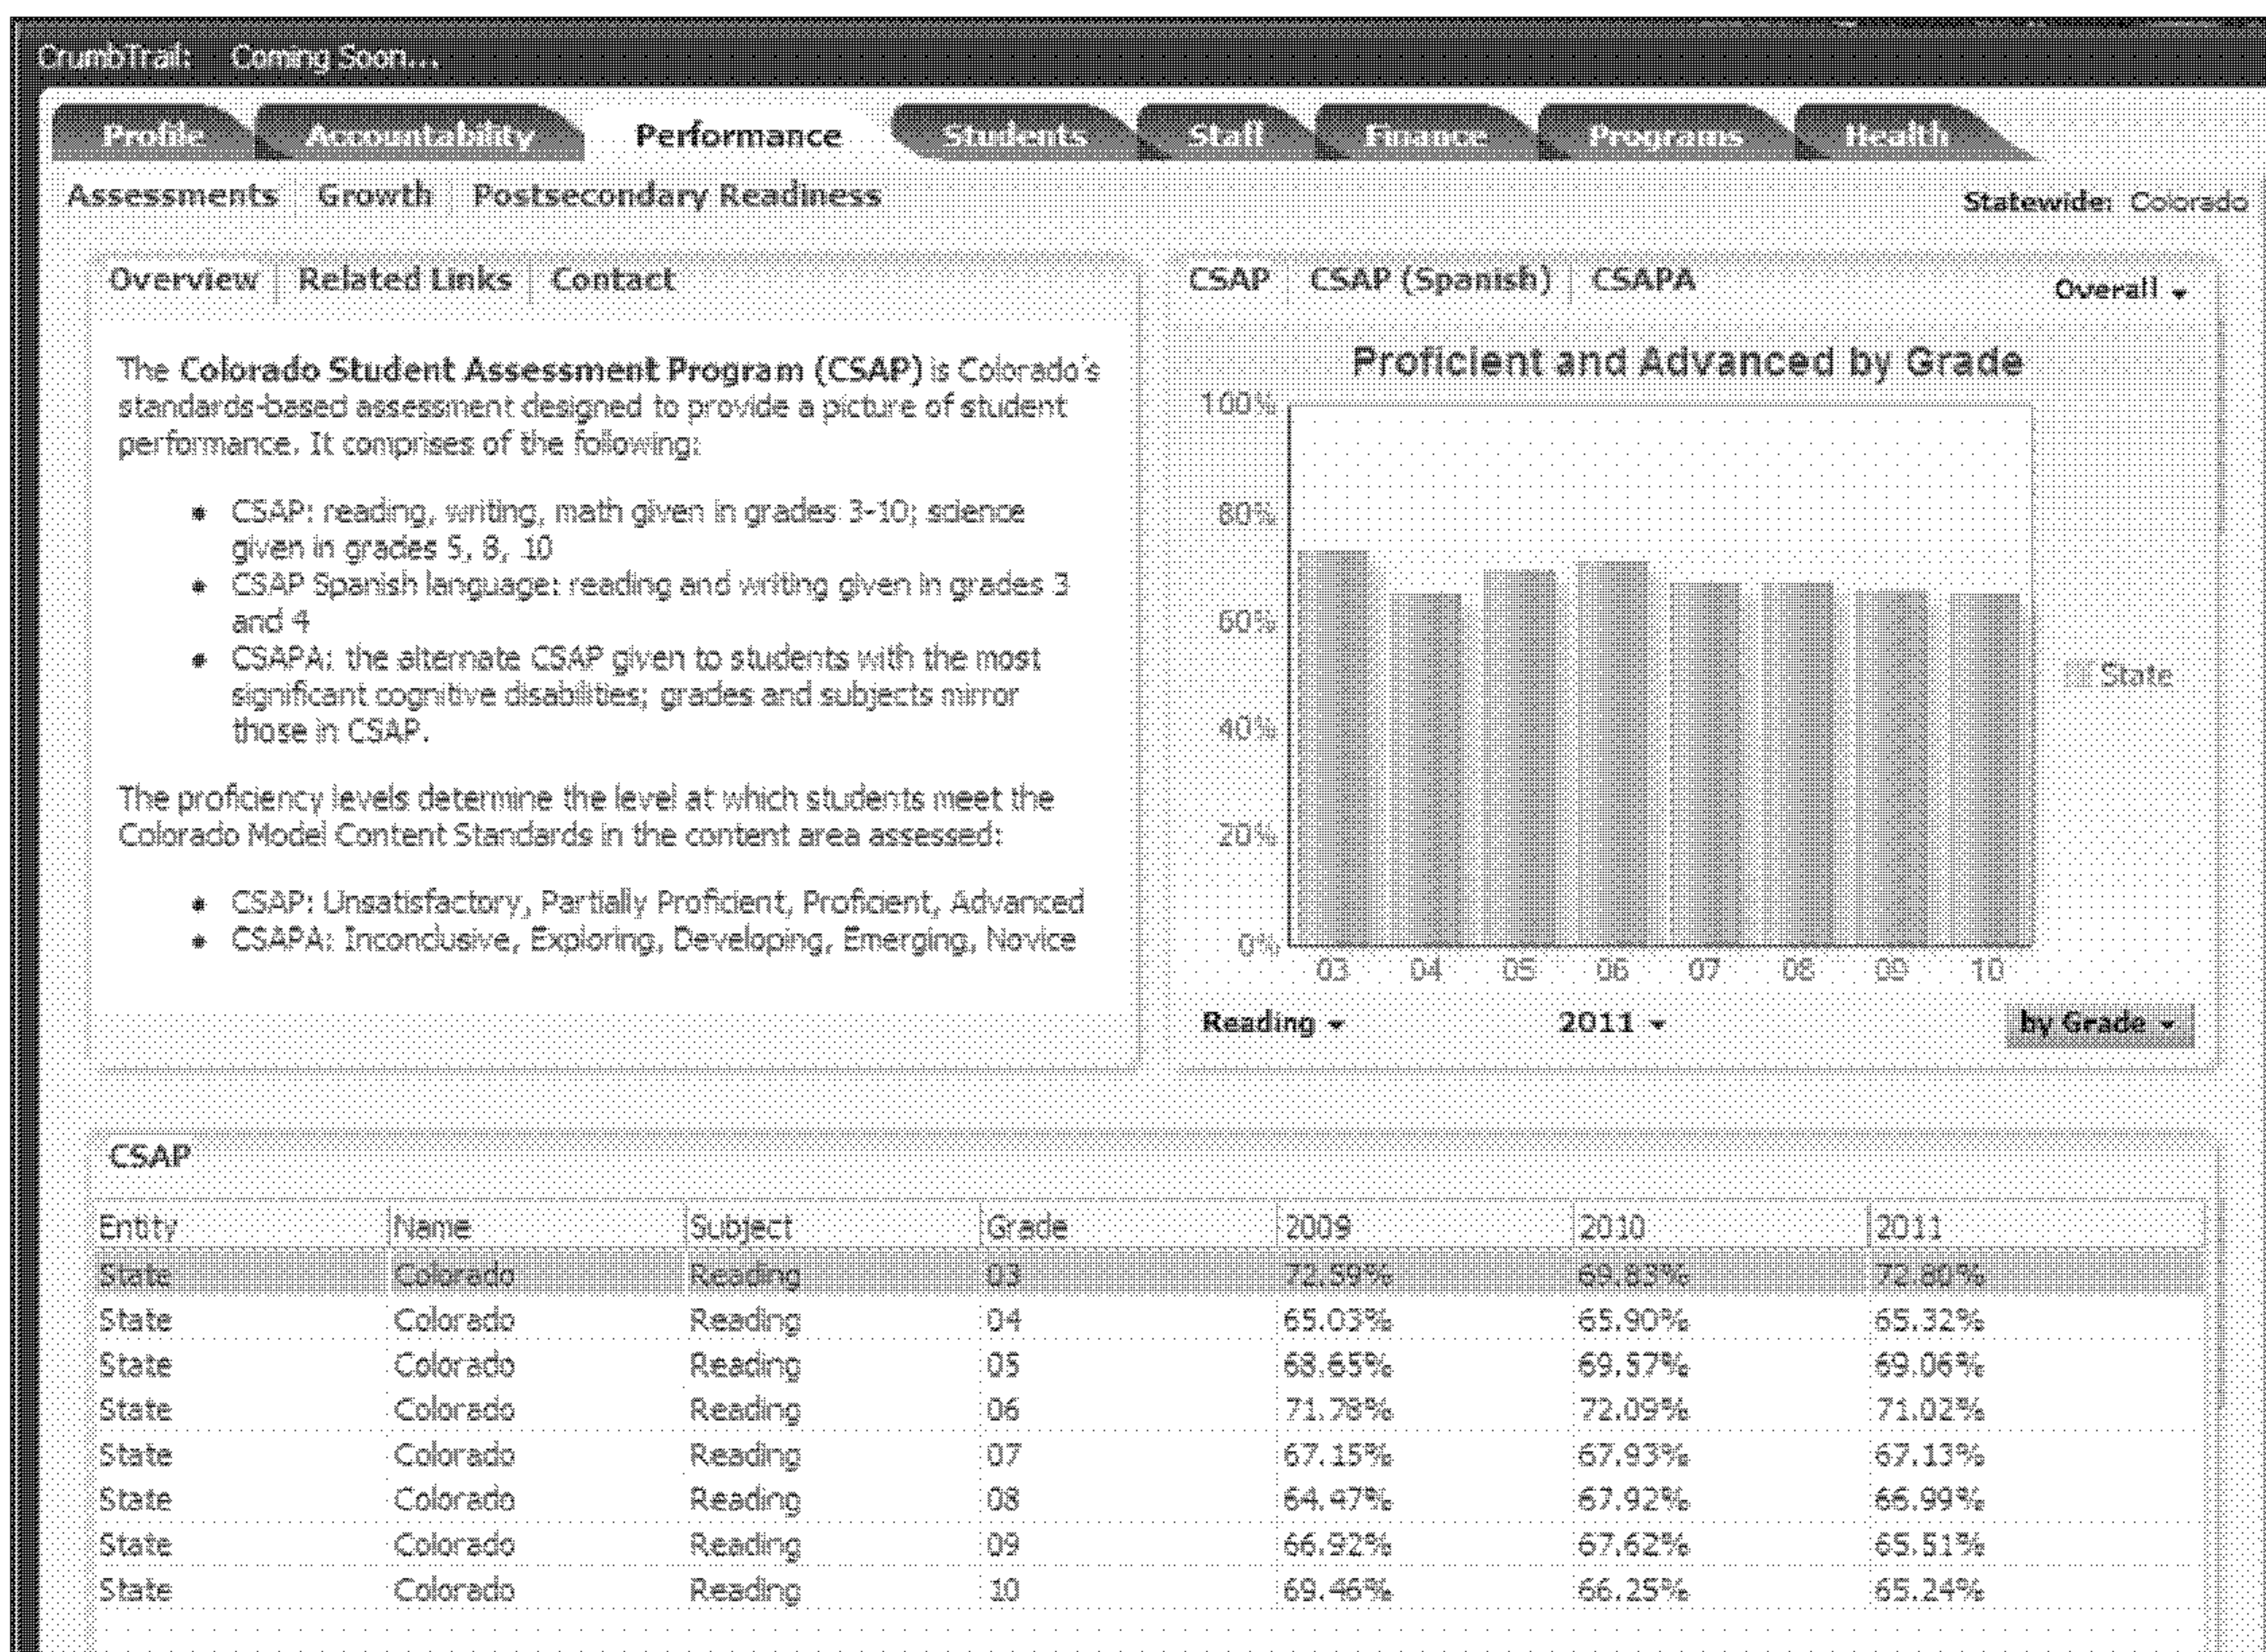 CrumbTrail: Coming Soon...
Profile Accountability Performance Students Staff Finance Programs Health
Assessments Growth Postsecondary Readiness
Statewide: Colorado
Overview Related Links Contact
The Colorado Student Assessment Program (CSAP) is Colorado's
standards-based assessment designed to provide a picture of student
performance. It comprises of the following:
• CSAP: reading, writing, math given in grades 3-10; science
given in grades 5, 8, 10
• CSAP Spanish language: reading and writing given in grades 3
and 4
• CSAPA: the alternate CSAP given to students with the most
significant cognitive disabilities; grades and subjects mirror
those in CSAP.
The proficiency levels determine the level at which students meet the
Colorado Model Content Standards in the content area assessed:
• CSAP: Unsatisfactory, Partially Proficient, Proficient, Advanced
• CSAPA: Inconclusive, Exploring, Developing, Emerging, Novice
CSAP CSAP (Spanish) CSAPA
Overall
Proficient and Advanced by Grade
100%
80%
60%
40%
20%
0%
03 04 05 06 07 08 09 10
State
Reading 2011 by Grade
CSAP
Entity Name Subject Grade 2009 2010 2011
State Colorado Reading 03 72.59% 69.83% 72.80%
State Colorado Reading 04 65.03% 65.90% 65.32%
State Colorado Reading 05 68.65% 69.57% 69.06%
State Colorado Reading 06 71.78% 72.09% 71.02%
State Colorado Reading 07 67.15% 67.93% 67.13%
State Colorado Reading 08 64.47% 67.92% 66.99%
State Colorado Reading 09 66.92% 67.62% 65.51%
State Colorado Reading 10 69.46% 66.25% 65.24%